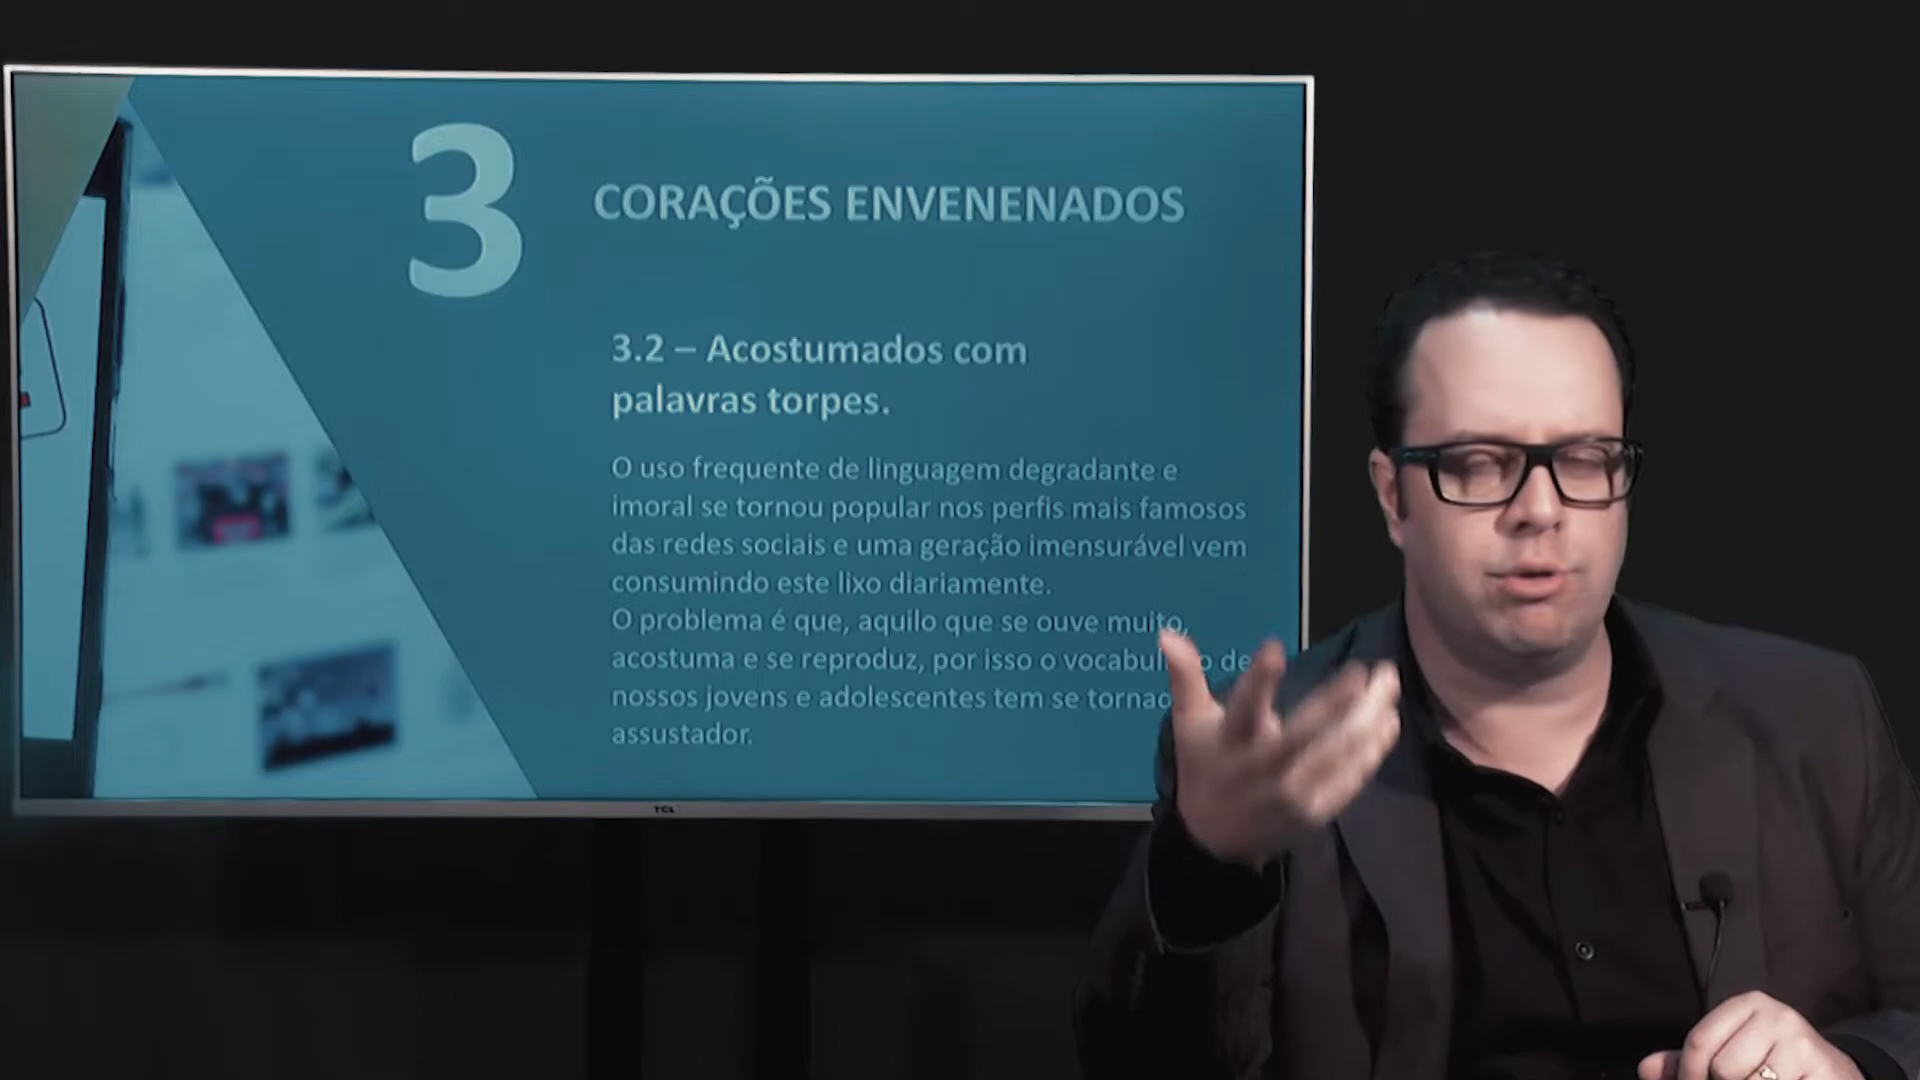 3
CORAÇÕES ENVENENADOS
3.2 – Acostumados com
palavras torpes.
O uso frequente de linguagem degradante e
imoral se tornou popular nos perfis mais famosos
das redes sociais e uma geração imensurável vem
consumindo este lixo diariamente.
O problema é que, aquilo que se ouve muito,
acostuma e se reproduz, por isso o de
nossos jovens e adolescentes tem se
assustador.
TCL